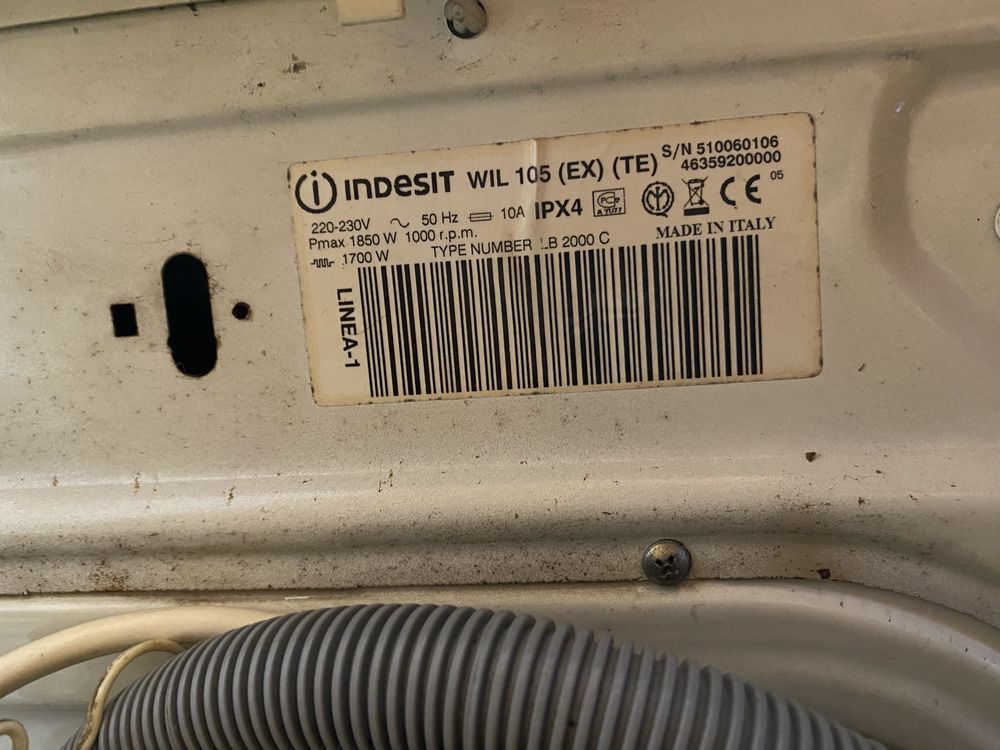 indesit WIL 105 (EX) (TE)
S/N 510060106
46359200000
220-230V 50 Hz 10A IPX4
CE 05
Pmax 1850 W 1000 r.p.m.
MADE IN ITALY
1700 W
TYPE NUMBER LB 2000 C
LINEA-1